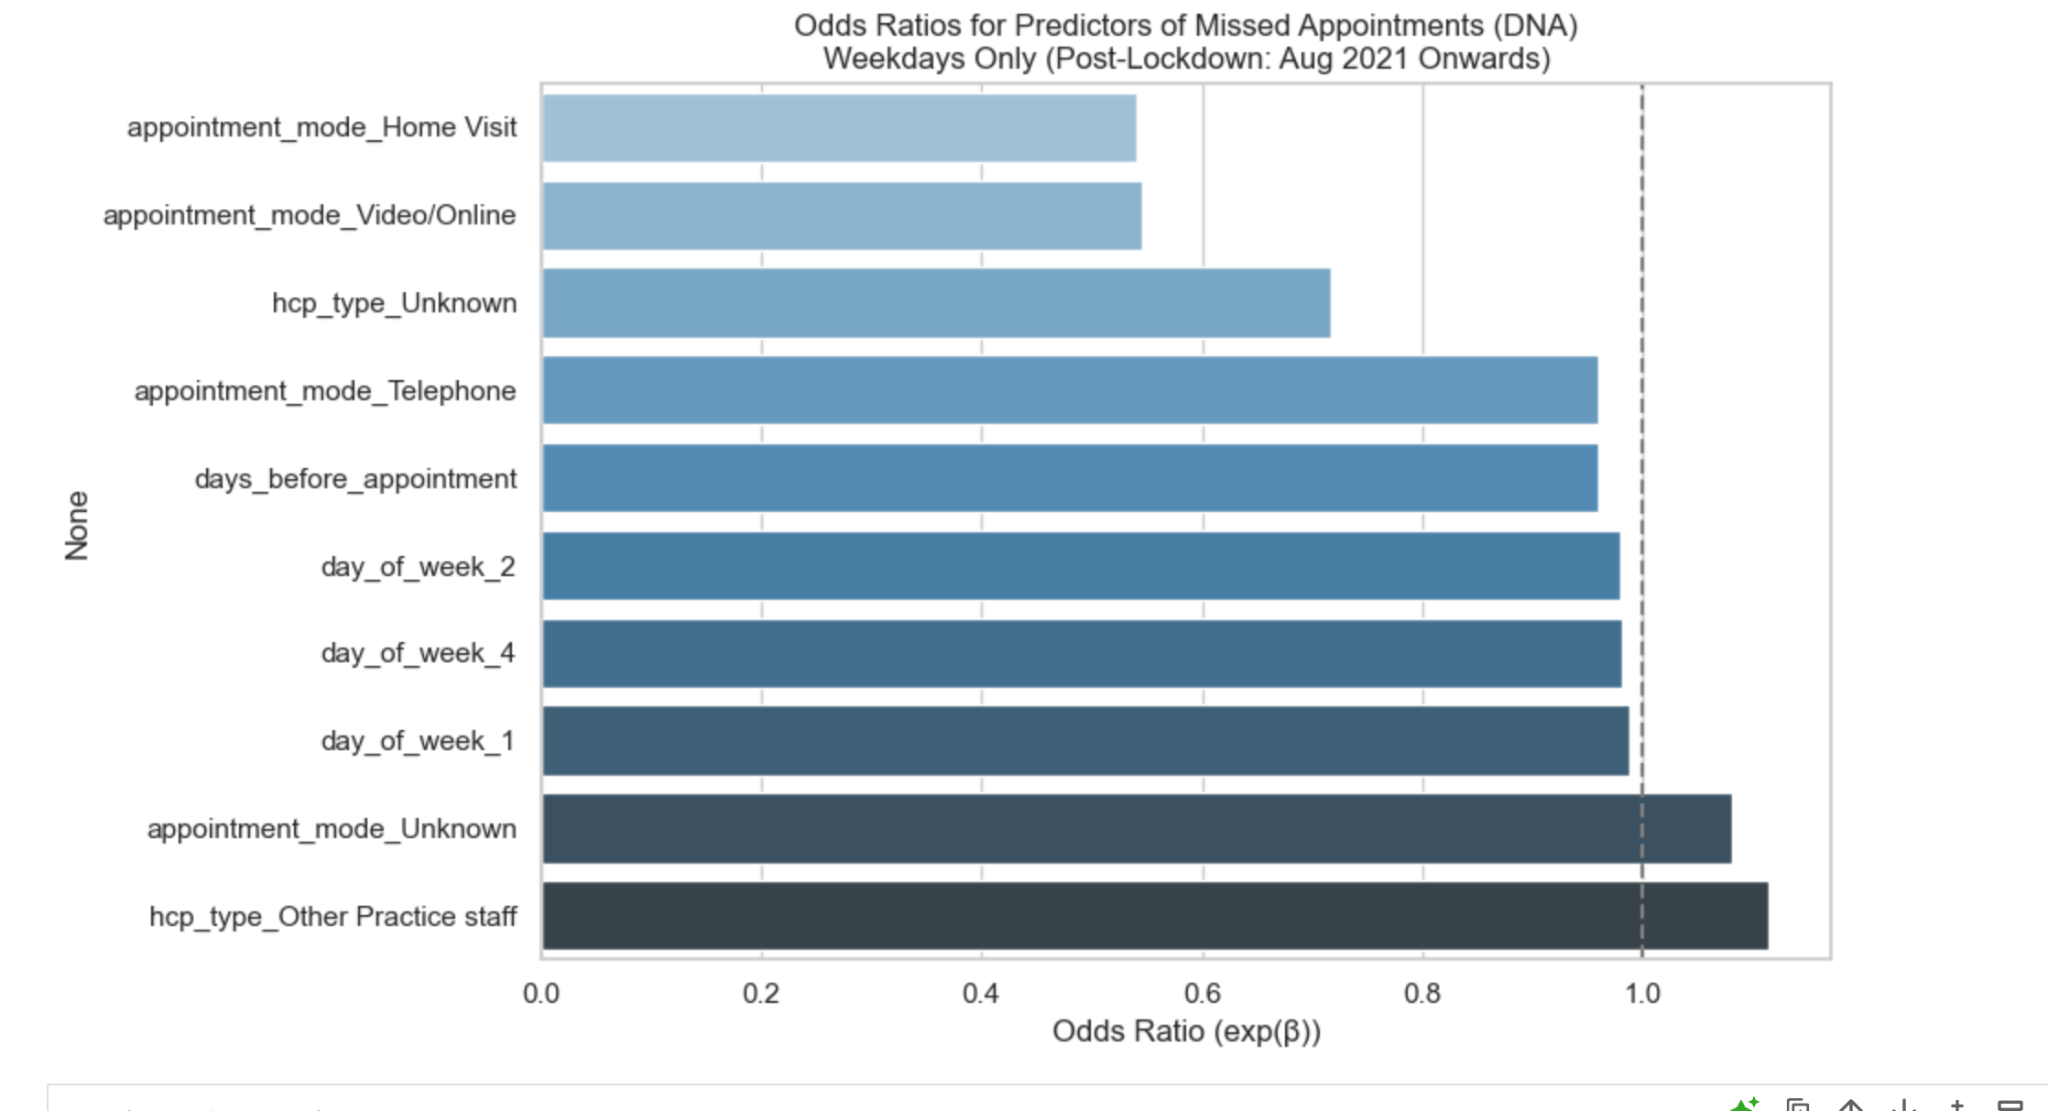 Odds Ratios for Predictors of Missed Appointments (DNA)
Weekdays Only (Post-Lockdown: Aug 2021 Onwards)
appointment_mode_Home Visit
appointment_mode_Video/Online
hcp_type_Unknown
appointment_mode_Telephone
days_before_appointment
day_of_week_2
day_of_week_4
day_of_week_1
appointment_mode_Unknown
hcp_type_Other Practice staff
None
0.0 0.2 0.4 0.6 0.8 1.0
Odds Ratio (exp(β))